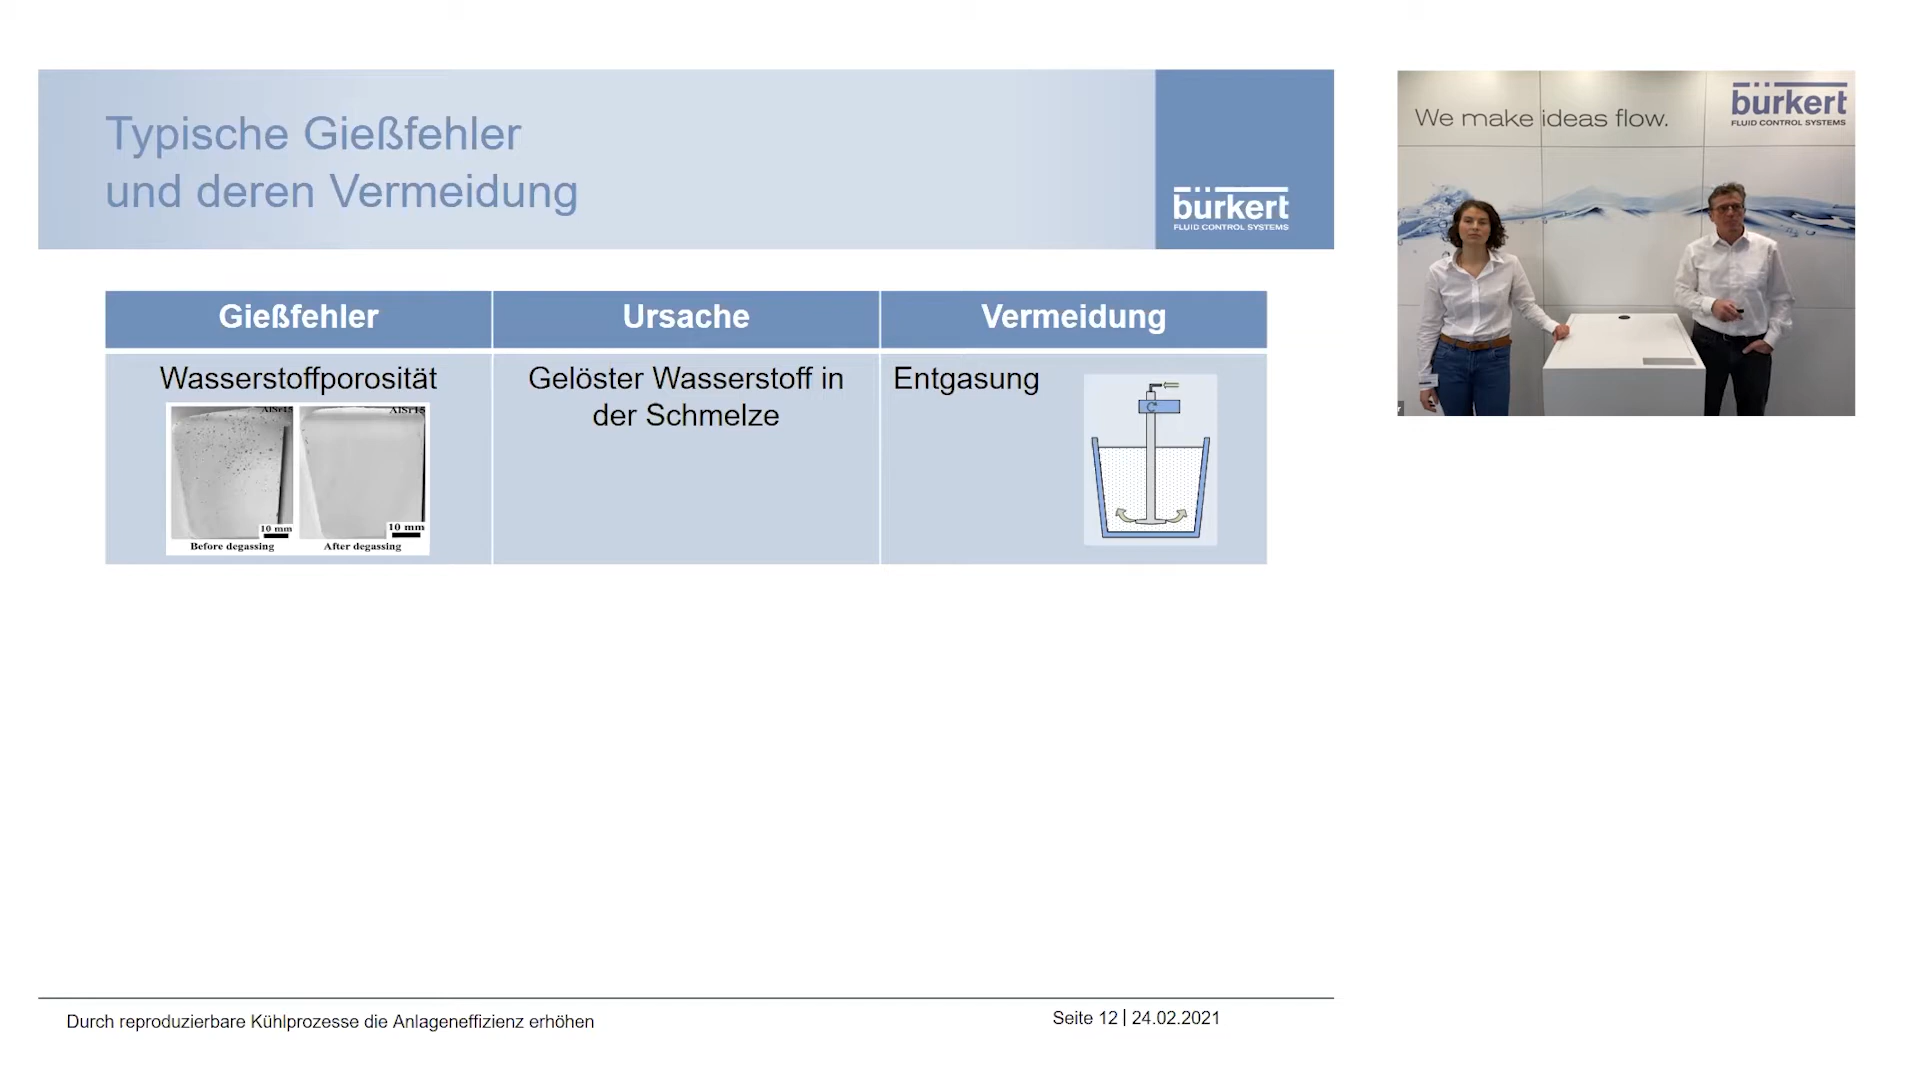 Typische Gießfehler
und deren Vermeidung
bürkert
FLUID CONTROL SYSTEMS
We make ideas flow.
bürkert
FLUID CONTROL SYSTEMS
Gießfehler
Ursache
Vermeidung
Wasserstoffporosität
Gelöster Wasserstoff in
der Schmelze
Entgasung
AlSr15
AlSr15
10 mm
10 mm
Before degassing
After degassing
Durch reproduzierbare Kühlprozesse die Anlageneffizienz erhöhen
Seite 12 | 24.02.2021